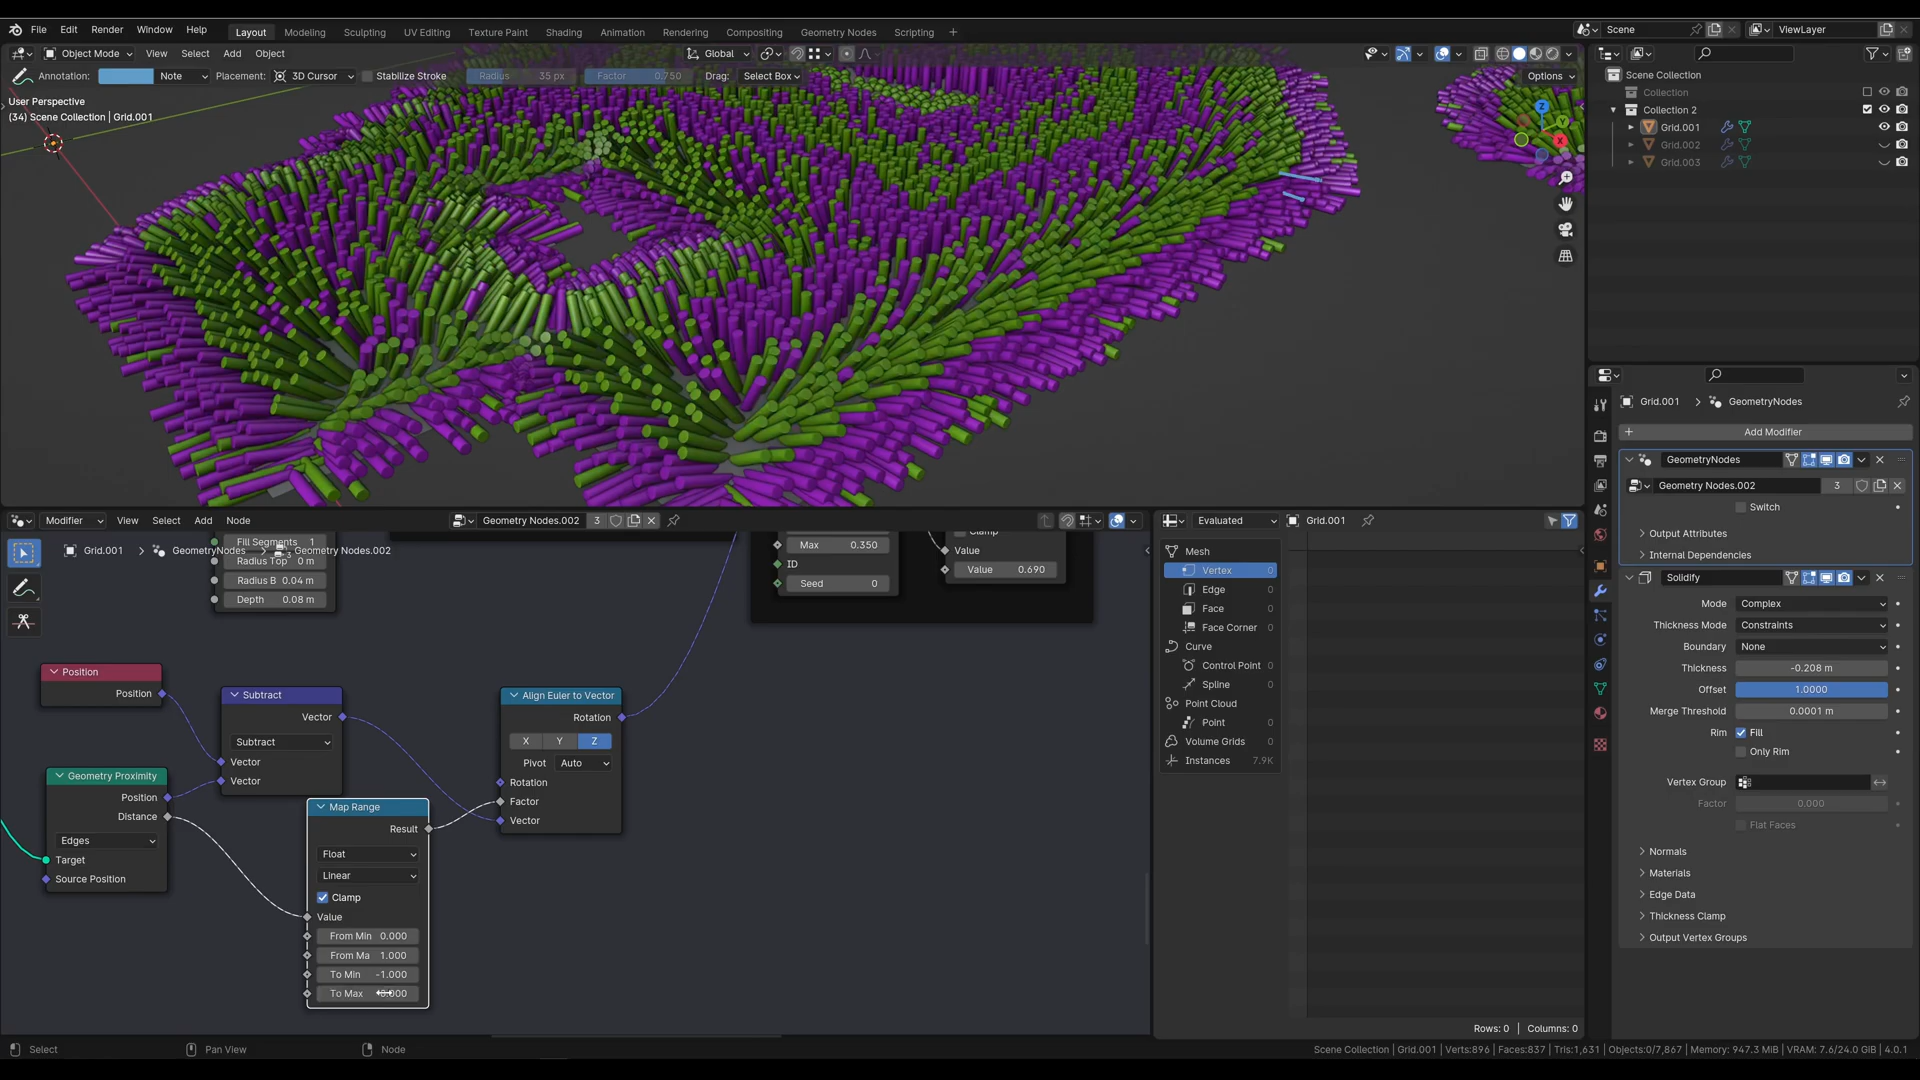 File Edit Render Window Help Layout Modeling Sculpting UV Editing Texture Paint Shading Animation Rendering Compositing Geometry Nodes Scripting + Scene ViewLayer
Object Mode View Select Add Object Global
Annotation: Note Placement: 3D Cursor Stabilize Stroke Radius 35 px Factor 0.750 Drag: Select Box Options
User Perspective
(34) Scene Collection | Grid.001
Z
Y
X
Scene Collection
Collection
Collection 2
Grid.001
Grid.002
Grid.003
Grid.001 > GeometryNodes
+ Add Modifier
GeometryNodes
Geometry Nodes.002 3
Switch
Output Attributes
Internal Dependencies
Solidify
Mode Complex
Thickness Mode Constraints
Boundary None
Thickness -0.208 m
Offset 1.0000
Merge Threshold 0.0001 m
Rim Fill
Only Rim
Vertex Group
Factor 0.000
Flat Faces
Normals
Materials
Edge Data
Thickness Clamp
Output Vertex Groups
Modifier View Select Add Node Geometry Nodes.002 3
Grid.001 > GeometryNodes > Geometry Nodes.002
Fill Segments 1
Radius Top 0 m
Radius B 0.04 m
Depth 0.08 m
Max 0.350
ID
Seed 0
Clamp
Value
Value 0.690
Position
Position
Subtract
Vector
Subtract
Vector
Vector
Geometry Proximity
Position
Distance
Edges
Target
Source Position
Map Range
Result
Float
Linear
Clamp
Value
From Min 0.000
From Ma 1.000
To Min -1.000
To Max
Align Euler to Vector
Rotation
X Y Z
Pivot Auto
Rotation
Factor
Vector
Evaluated Grid.001
Mesh
Vertex 0
Edge 0
Face 0
Face Corner 0
Curve
Control Point 0
Spline 0
Point Cloud
Point 0
Volume Grids 0
Instances 7.9K
Rows: 0 | Columns: 0
Select Pan View Node
Scene Collection | Grid.001 | Verts:896 | Faces:837 | Tris:1,631 | Objects:0/7,867 | Memory: 947.3 MiB | VRAM: 7.6/24.0 GiB | 4.0.1